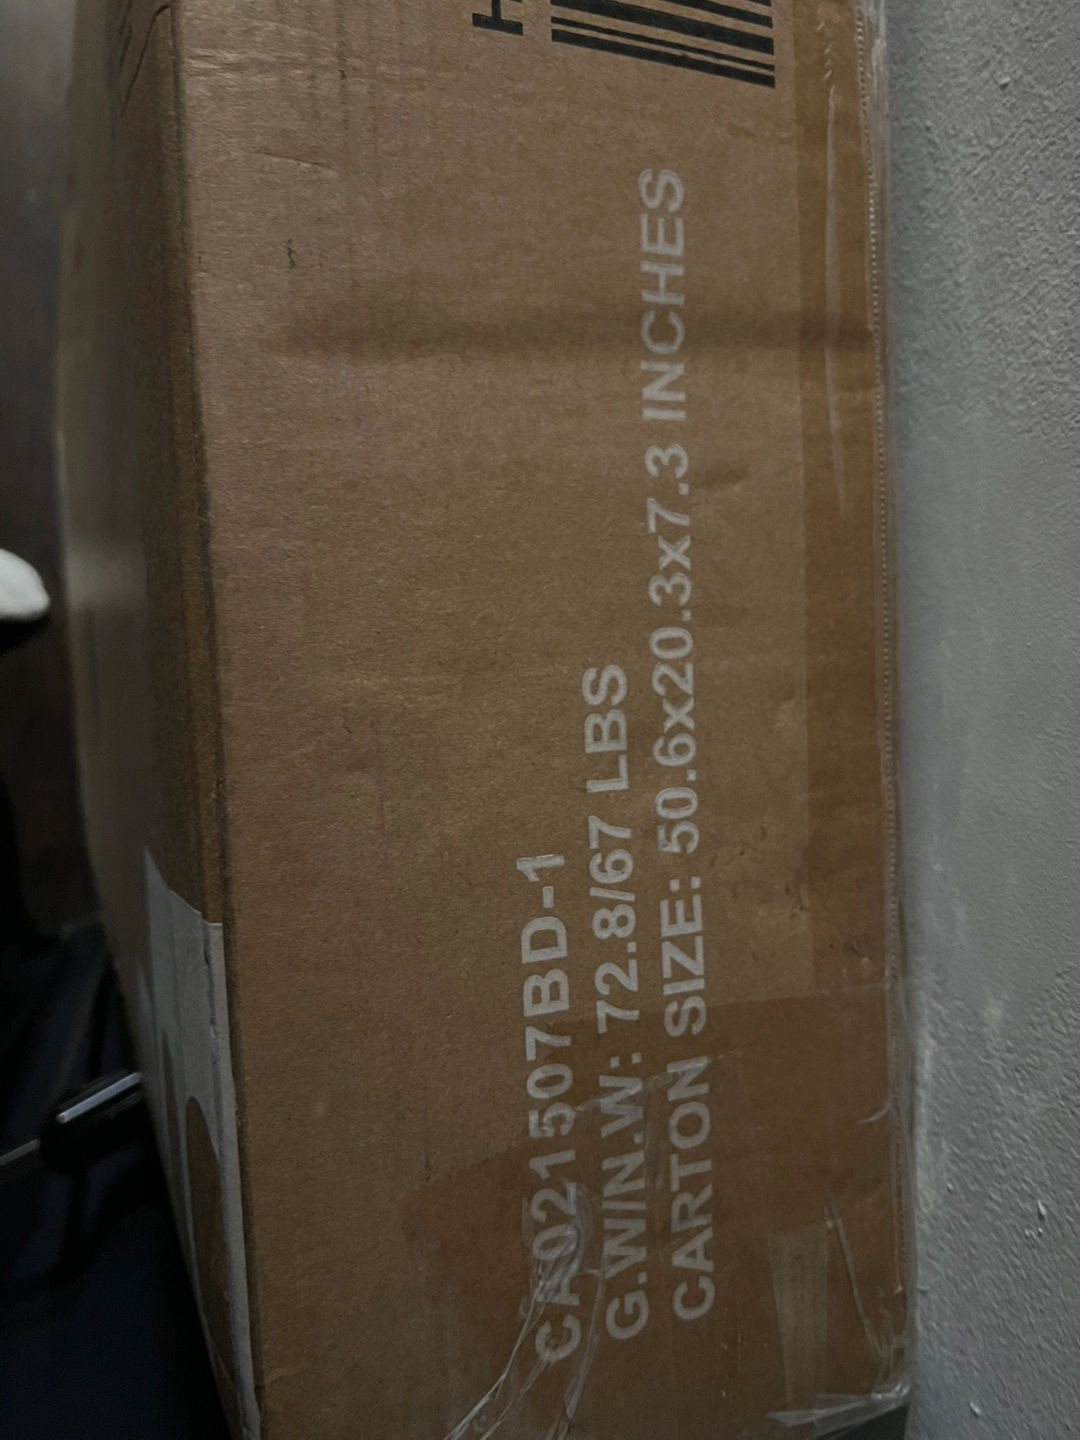 CA021507BD-1
G.W/N.W: 72.8/67 LBS
CARTON SIZE: 50.6x20.3x7.3 INCHES